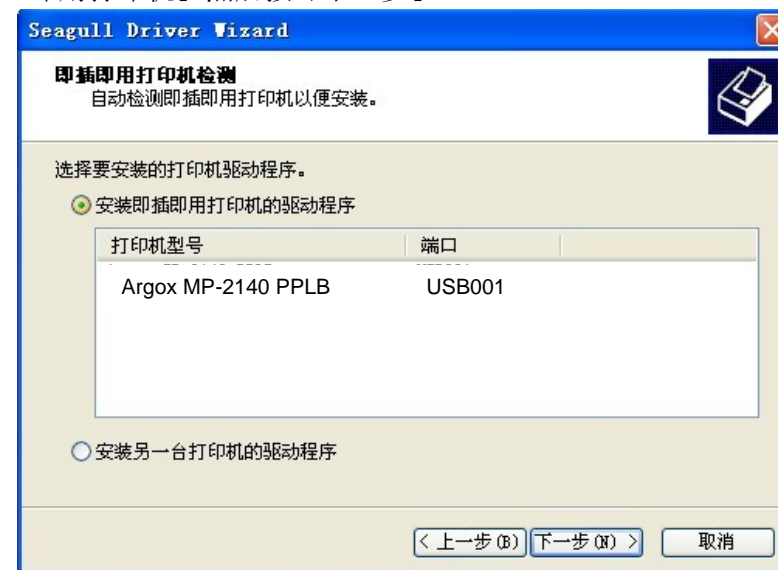 Seagull Driver Wizard
即插即用打印机检测
自动检测即插即用打印机以便安装。
选择要安装的打印机驱动程序。
安装即插即用打印机的驱动程序
打印机型号 端口
Argox MP-2140 PPLB USB001
安装另一台打印机的驱动程序
< 上一步(B) 下一步(N) > 取消